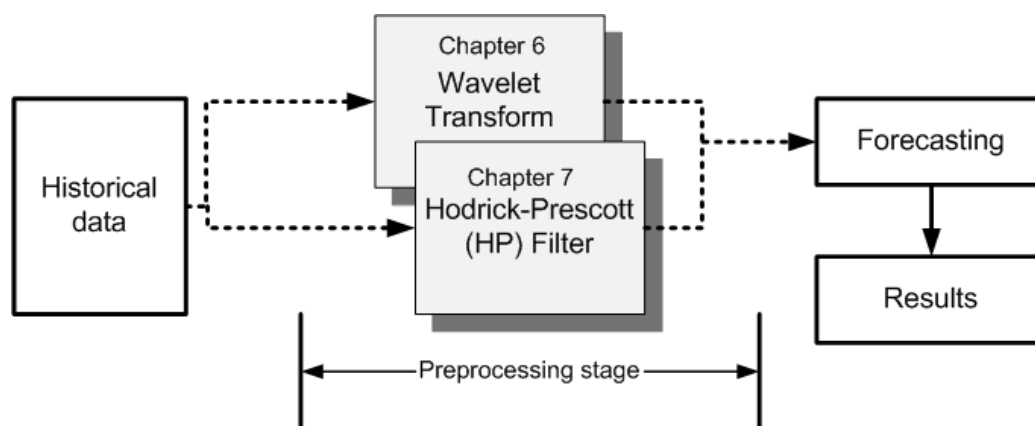 Historical
data
Chapter 6
Wavelet
Transform
Chapter 7
Hodrick-Prescott
(HP) Filter
Preprocessing stage
Forecasting
Results